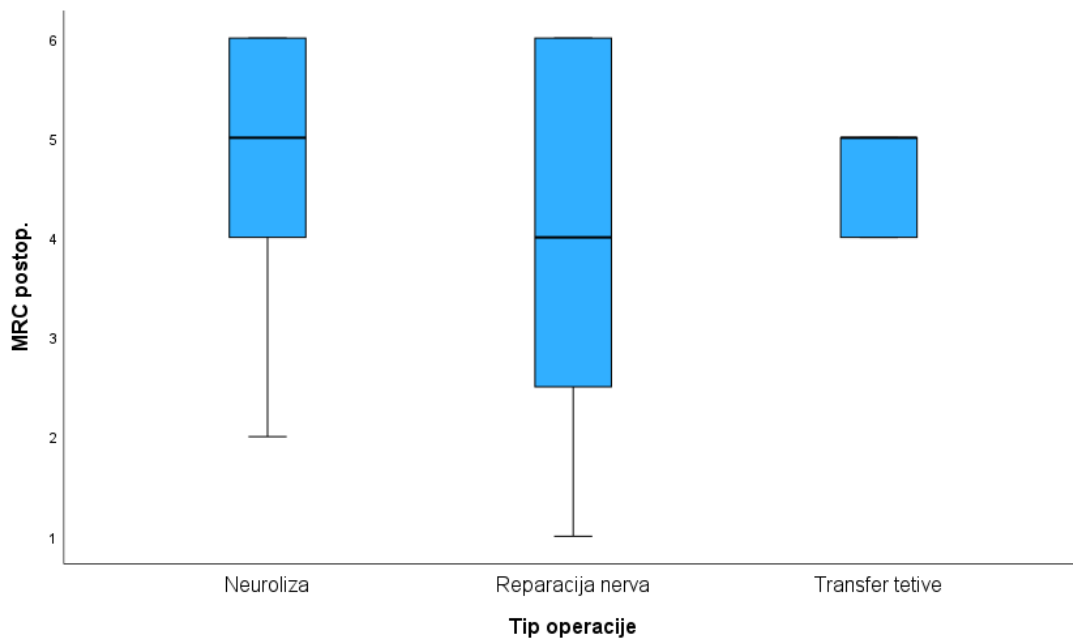 MRC postop.
6
5
4
3
2
1
Neuroliza Reparacija nerva Transfer tetive
Tip operacije